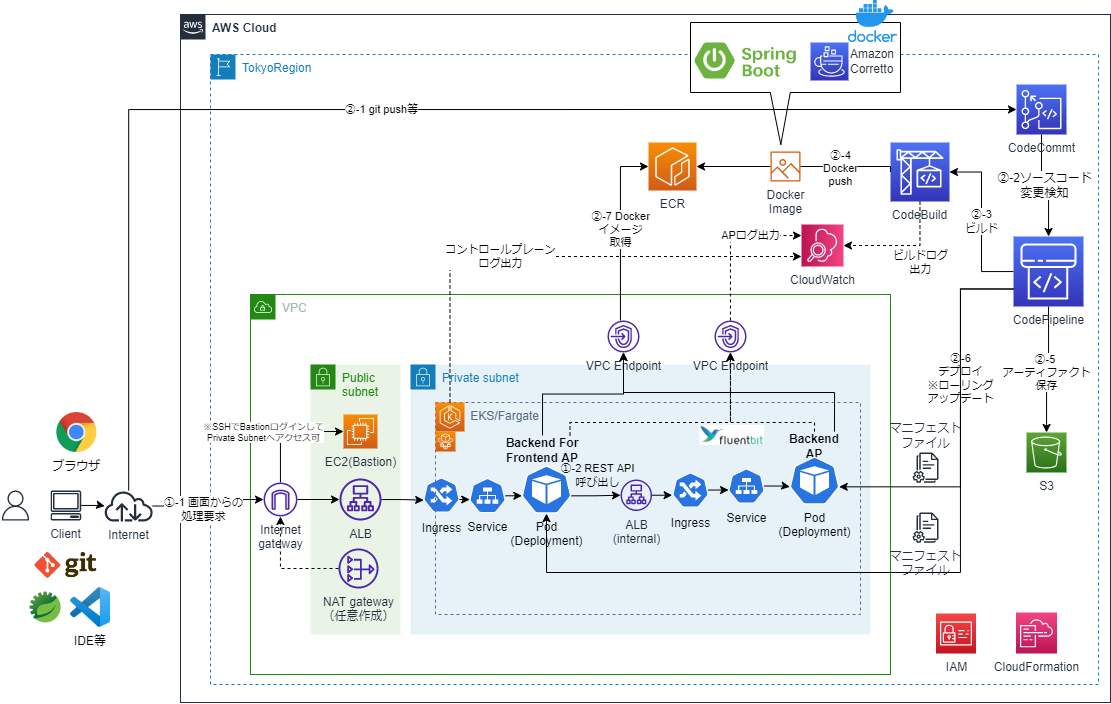 aws
AWS Cloud
TokyoRegion
Spring
Boot
docker
Amazon
Corretto
②-1 git push等
CodeCommt
②-2ソースコード
変更検知
ECR
Docker
Image
②-4
Docker
push
CodeBuild
②-3
ビルド
②-7 Docker
イメージ
取得
コントロールプレーン
ログ出力
APログ出力
CloudWatch
ビルドログ
出力
CodePipeline
VPC
VPC Endpoint
VPC Endpoint
②-6
デプロイ
※ローリング
アップデート
②-5
アーティファクト
保存
Public
subnet
Private subnet
EKS/Fargate
※SSHでBastionログインして
Private Subnetへアクセス可
EC2(Bastion)
Backend For
Frontend AP
①-2 REST API
呼び出し
fluentbit
Backend
AP
マニフェスト
ファイル
S3
ブラウザ
Client
Internet
①-1 画面からの
処理要求
Internet
gateway
ALB
Ingress
Service
Pod
(Deployment)
ALB
(internal)
Ingress
Service
Pod
(Deployment)
マニフェスト
ファイル
NAT gateway
（任意作成）
git
IDE等
IAM
CloudFormation